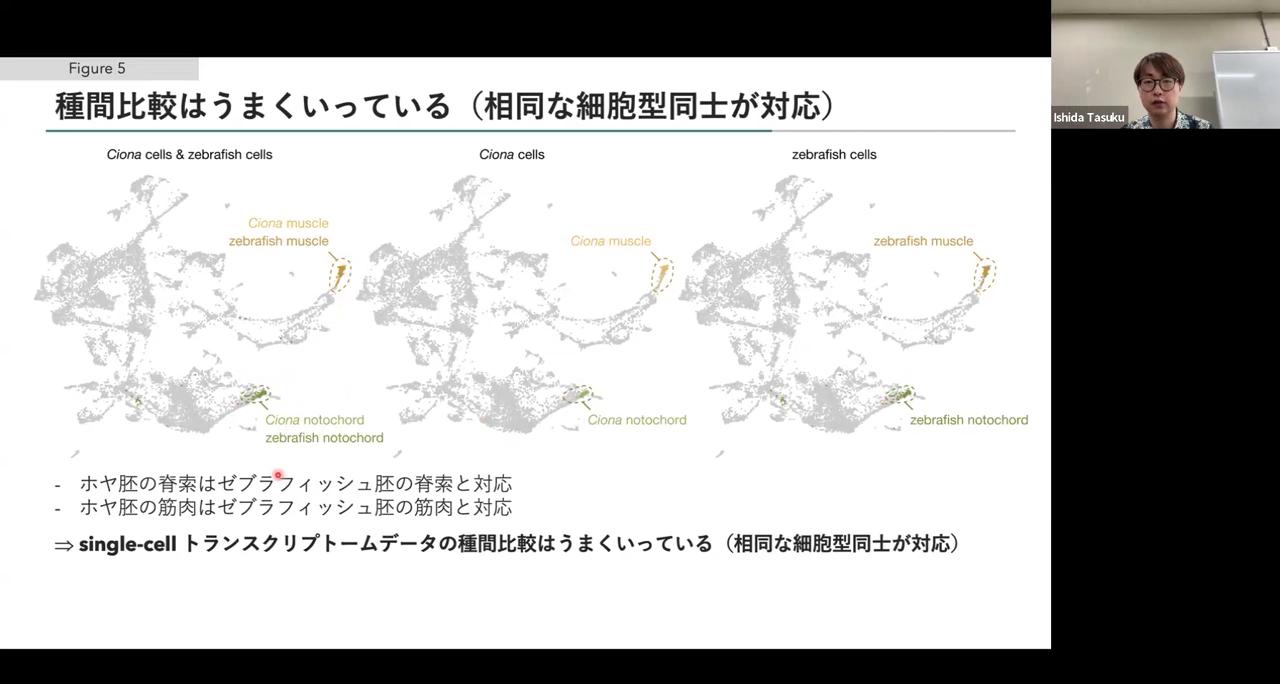 Figure 5
種間比較はうまくいっている（相同な細胞型同士が対応）
Ishida Tasuku
Ciona cells & zebrafish cells
Ciona cells
zebrafish cells
Ciona muscle
zebrafish muscle
Ciona muscle
zebrafish muscle
Ciona notochord
zebrafish notochord
Ciona notochord
zebrafish notochord
- ホヤ胚の脊索はゼブラフィッシュ胚の脊索と対応
- ホヤ胚の筋肉はゼブラフィッシュ胚の筋肉と対応
⇒ single-cell トランスクリプトームデータの種間比較はうまくいっている（相同な細胞型同士が対応）